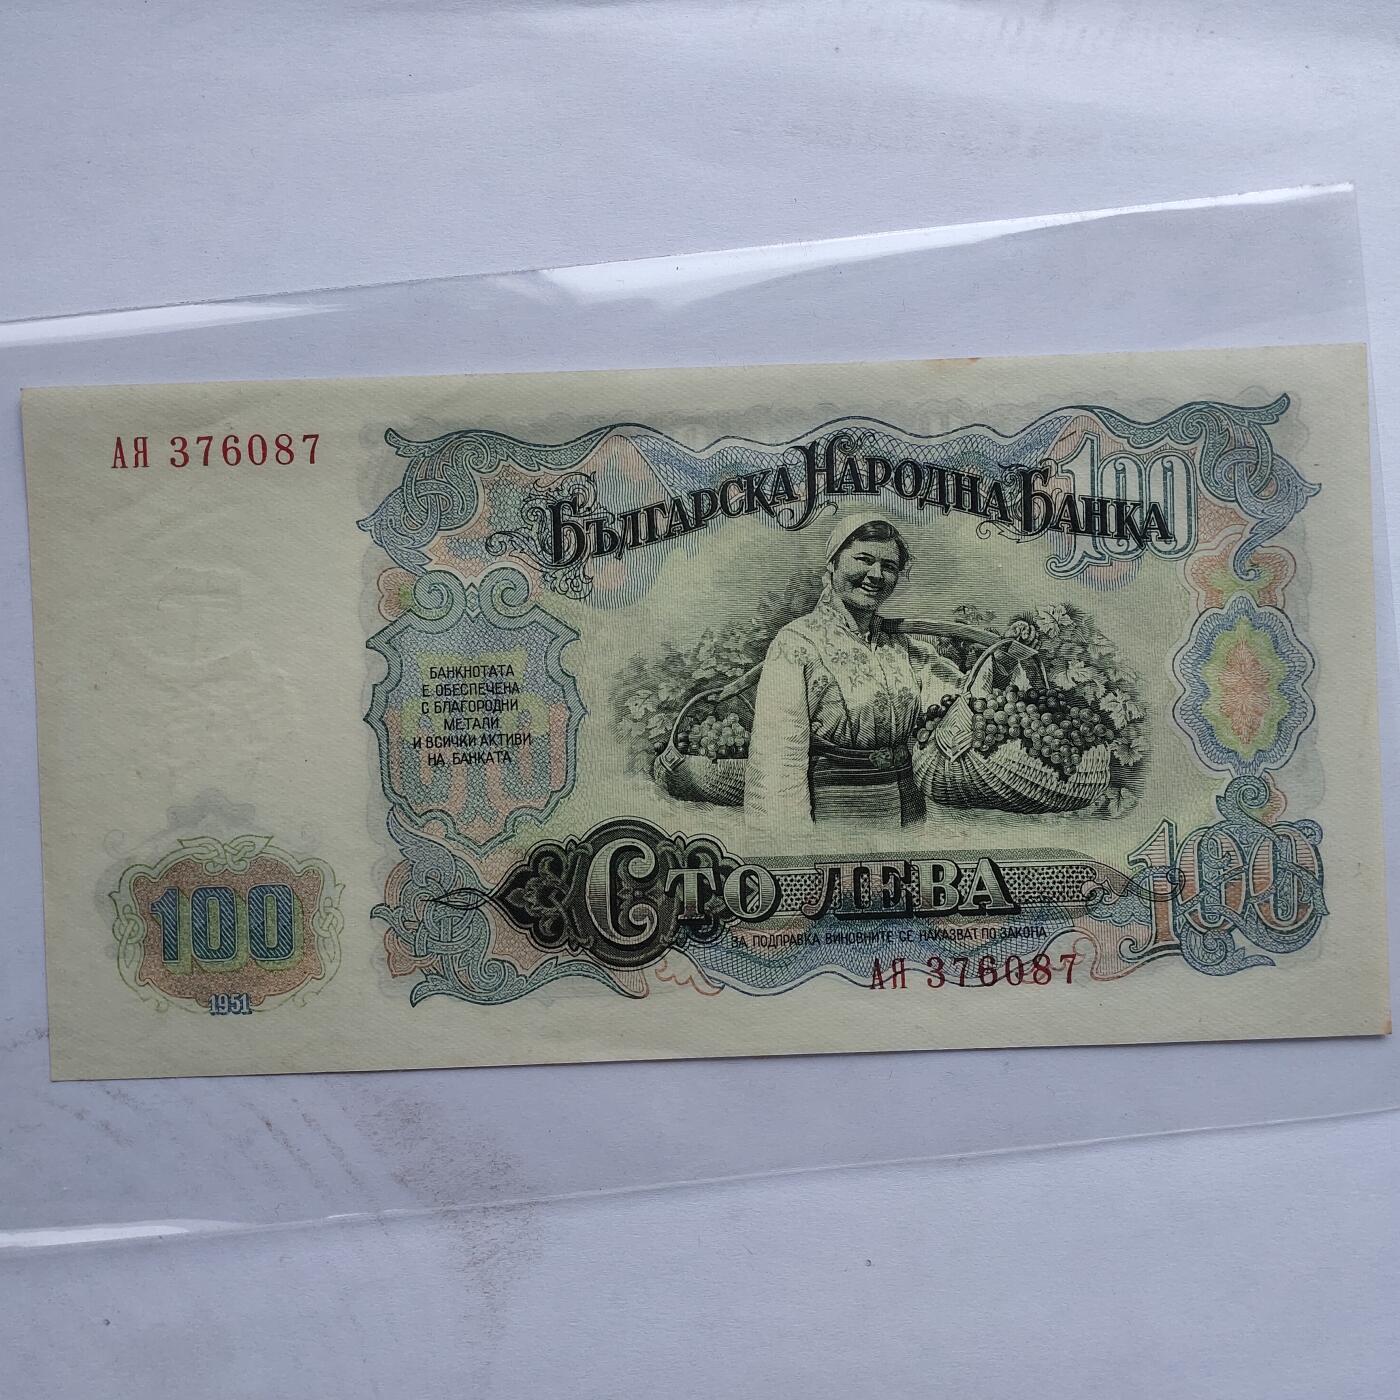 АЯ 376087
100
БЪЛГАРСКА НАРОДНА БАНКА
БАНКНОТАТА
Е ОБЕСПЕЧЕНА
С БЛАГОРОДНИ
МЕТАЛИ
И ВСИЧКИ АКТИВИ
НА БАНКАТА
СТО ЛЕВА
100
ЗА ПОДПРАВКА ВИНОВНИТЕ СЕ НАКАЗВАТ ПО ЗАКОНА
АЯ 376087
100
1951